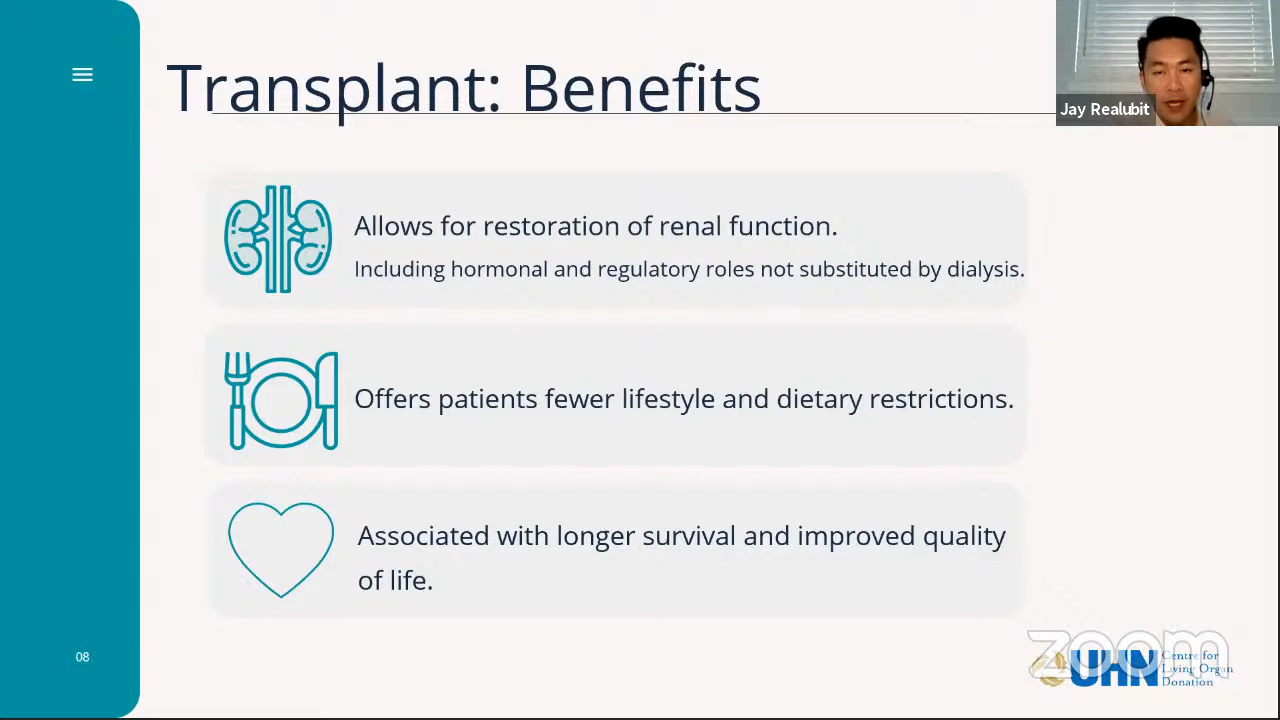 Transplant: Benefits
Jay Realubit
Allows for restoration of renal function.
Including hormonal and regulatory roles not substituted by dialysis.
Offers patients fewer lifestyle and dietary restrictions.
Associated with longer survival and improved quality
of life.
08
zoom
UHN
Centre for
Living Organ
Donation